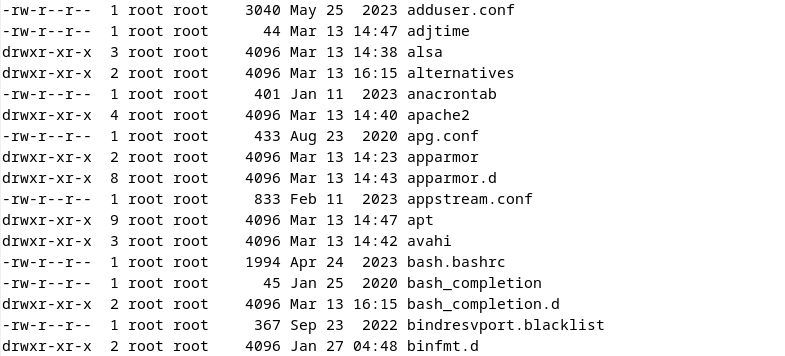 -rw-r--r--  1 root root    3040 May 25  2023 adduser.conf
-rw-r--r--  1 root root      44 Mar 13 14:47 adjtime
drwxr-xr-x  3 root root    4096 Mar 13 14:38 alsa
drwxr-xr-x  2 root root    4096 Mar 13 16:15 alternatives
-rw-r--r--  1 root root     401 Jan 11  2023 anacrontab
drwxr-xr-x  4 root root    4096 Mar 13 14:40 apache2
-rw-r--r--  1 root root     433 Aug 23  2020 apg.conf
drwxr-xr-x  2 root root    4096 Mar 13 14:23 apparmor
drwxr-xr-x  8 root root    4096 Mar 13 14:43 apparmor.d
-rw-r--r--  1 root root     833 Feb 11  2023 appstream.conf
drwxr-xr-x  9 root root    4096 Mar 13 14:47 apt
drwxr-xr-x  3 root root    4096 Mar 13 14:42 avahi
-rw-r--r--  1 root root    1994 Apr 24  2023 bash.bashrc
-rw-r--r--  1 root root      45 Jan 25  2020 bash_completion
drwxr-xr-x  2 root root    4096 Mar 13 16:15 bash_completion.d
-rw-r--r--  1 root root     367 Sep 23  2022 bindresvport.blacklist
drwxr-xr-x  2 root root    4096 Jan 27 04:48 binfmt.d